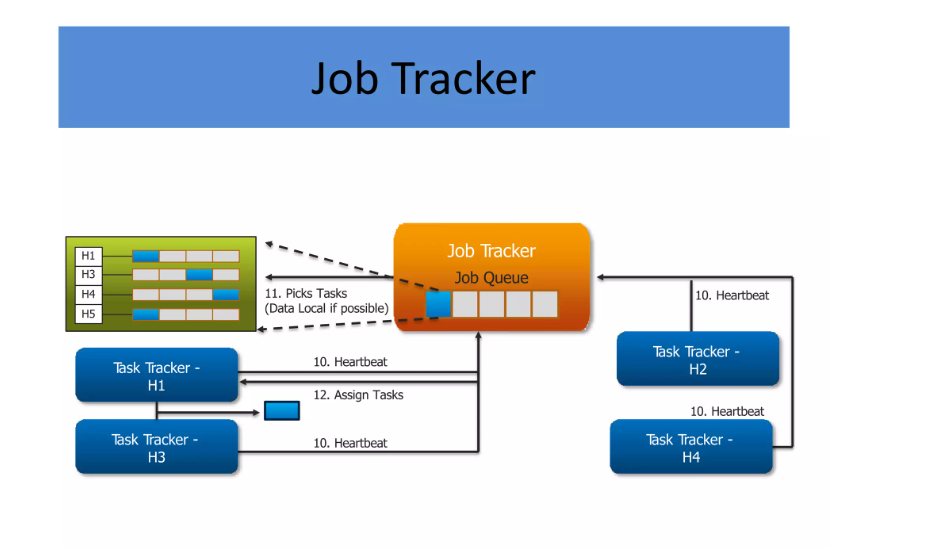 Job Tracker
Job Tracker
Job Queue
H1
H3
H4
H5
11. Picks Tasks
(Data Local if possible)
10. Heartbeat
Task Tracker -
H1
10. Heartbeat
12. Assign Tasks
Task Tracker -
H2
10. Heartbeat
Task Tracker -
H3
10. Heartbeat
Task Tracker -
H4